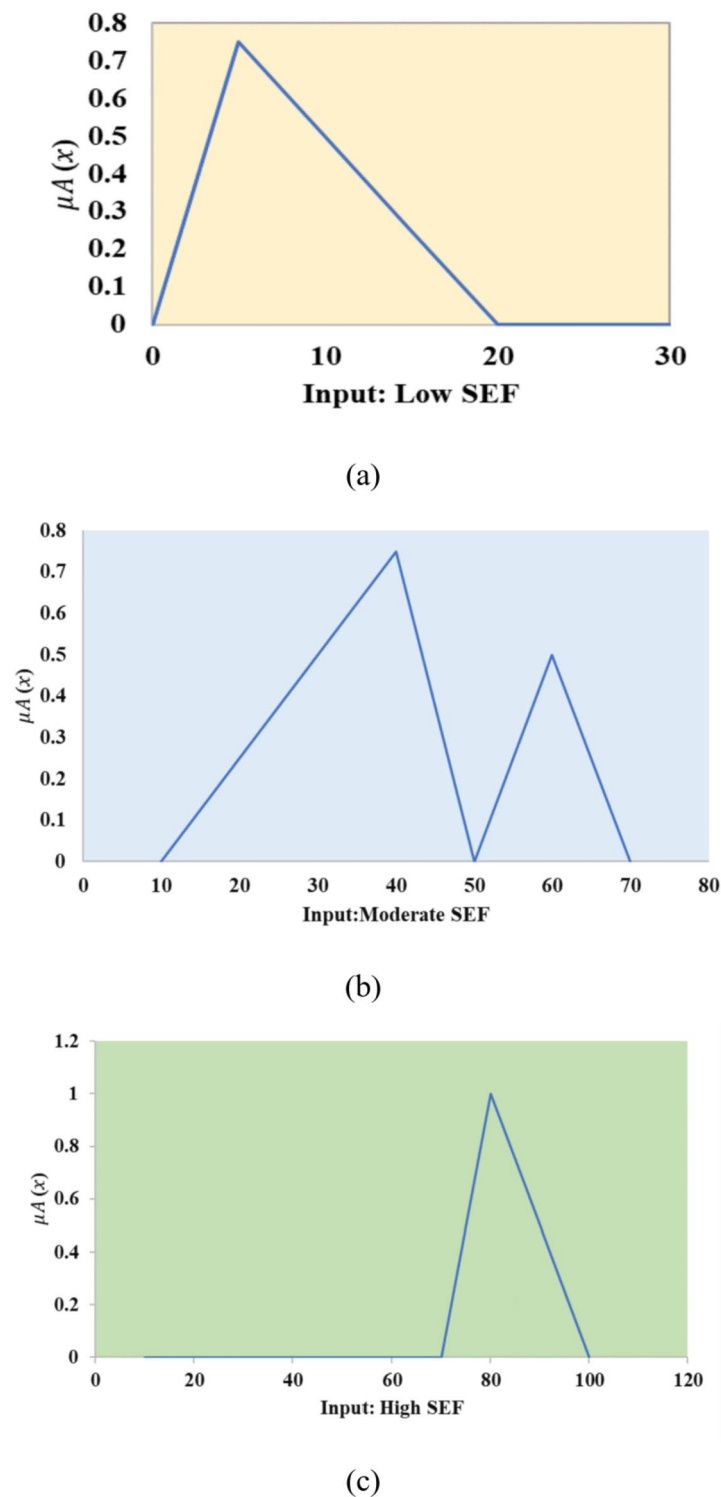 0.8
0.7
0.6
0.5
0.4
0.3
0.2
0.1
0
μA (x)
0 10 20 30
Input: Low SEF
(a)
0.8
0.7
0.6
0.5
0.4
0.3
0.2
0.1
0
μA (x)
0 10 20 30 40 50 60 70 80
Input:Moderate SEF
(b)
1.2
1
0.8
0.6
0.4
0.2
0
μA (x)
0 20 40 60 80 100 120
Input: High SEF
(c)